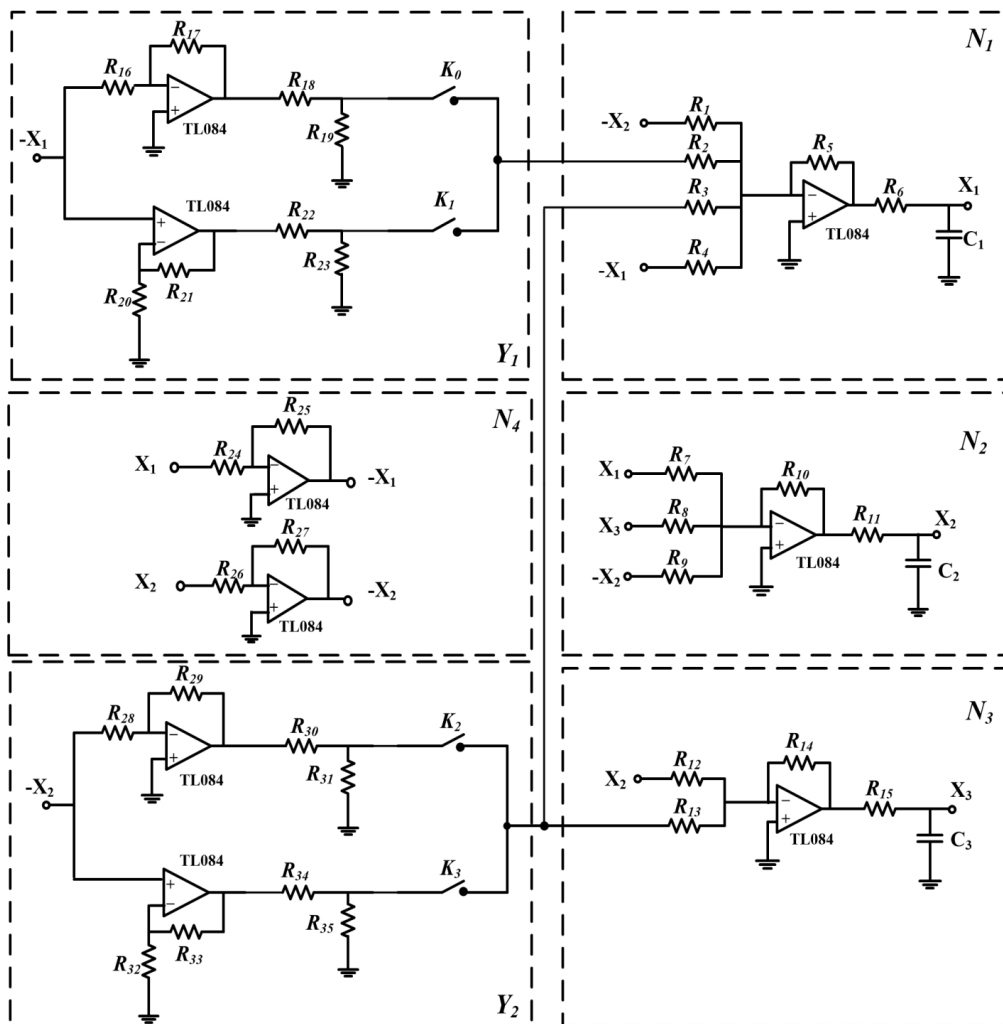 R17
R16
TL084
-X1
R18
R19
K0
TL084
R22
R23
K1
R20
R21
Y1
N1
-X2
R1
R2
R3
R4
-X1
R5
TL084
R6
X1
C1
N4
R25
X1
R24
TL084
-X1
R27
X2
R26
TL084
-X2
N2
X1
R7
X3
R8
-X2
R9
R10
TL084
R11
X2
C2
R29
R28
TL084
-X2
R30
R31
K2
TL084
R34
R35
K3
R32
R33
Y2
N3
X2
R12
R13
R14
TL084
R15
X3
C3